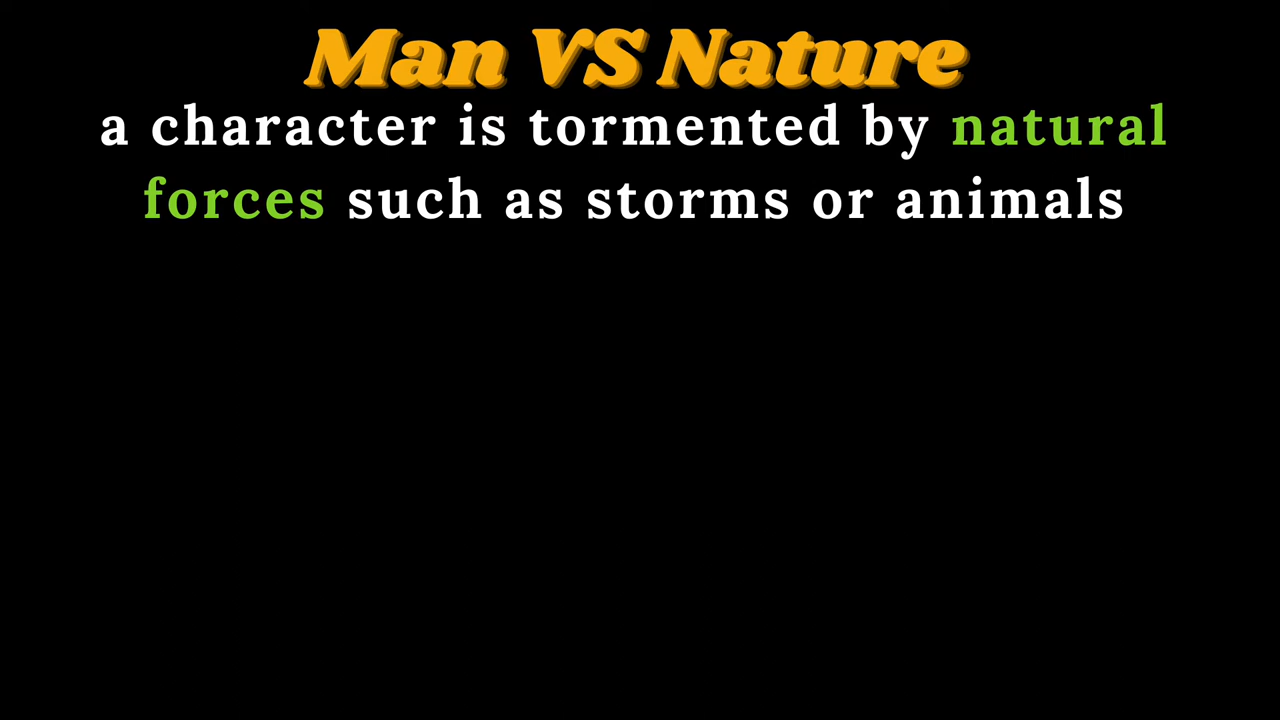 Man VS Nature
a character is tormented by natural
forces such as storms or animals